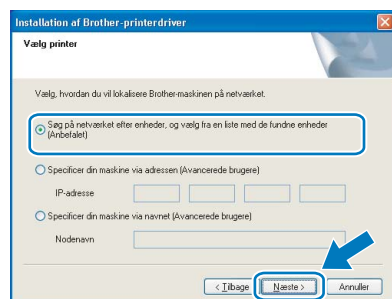 Installation af Brother-printerdriver
Vælg printer
Vælg, hvordan du vil lokalisere Brother-maskinen på netværket.
Søg på netværket efter enheder, og vælg fra en liste med de fundne enheder
(Anbefalet)
Specificer din maskine via adressen (Avancerede brugere)
IP-adresse
Specificer din maskine via navnet (Avancerede brugere)
Nodenavn
< Tilbage Næste > Annuller